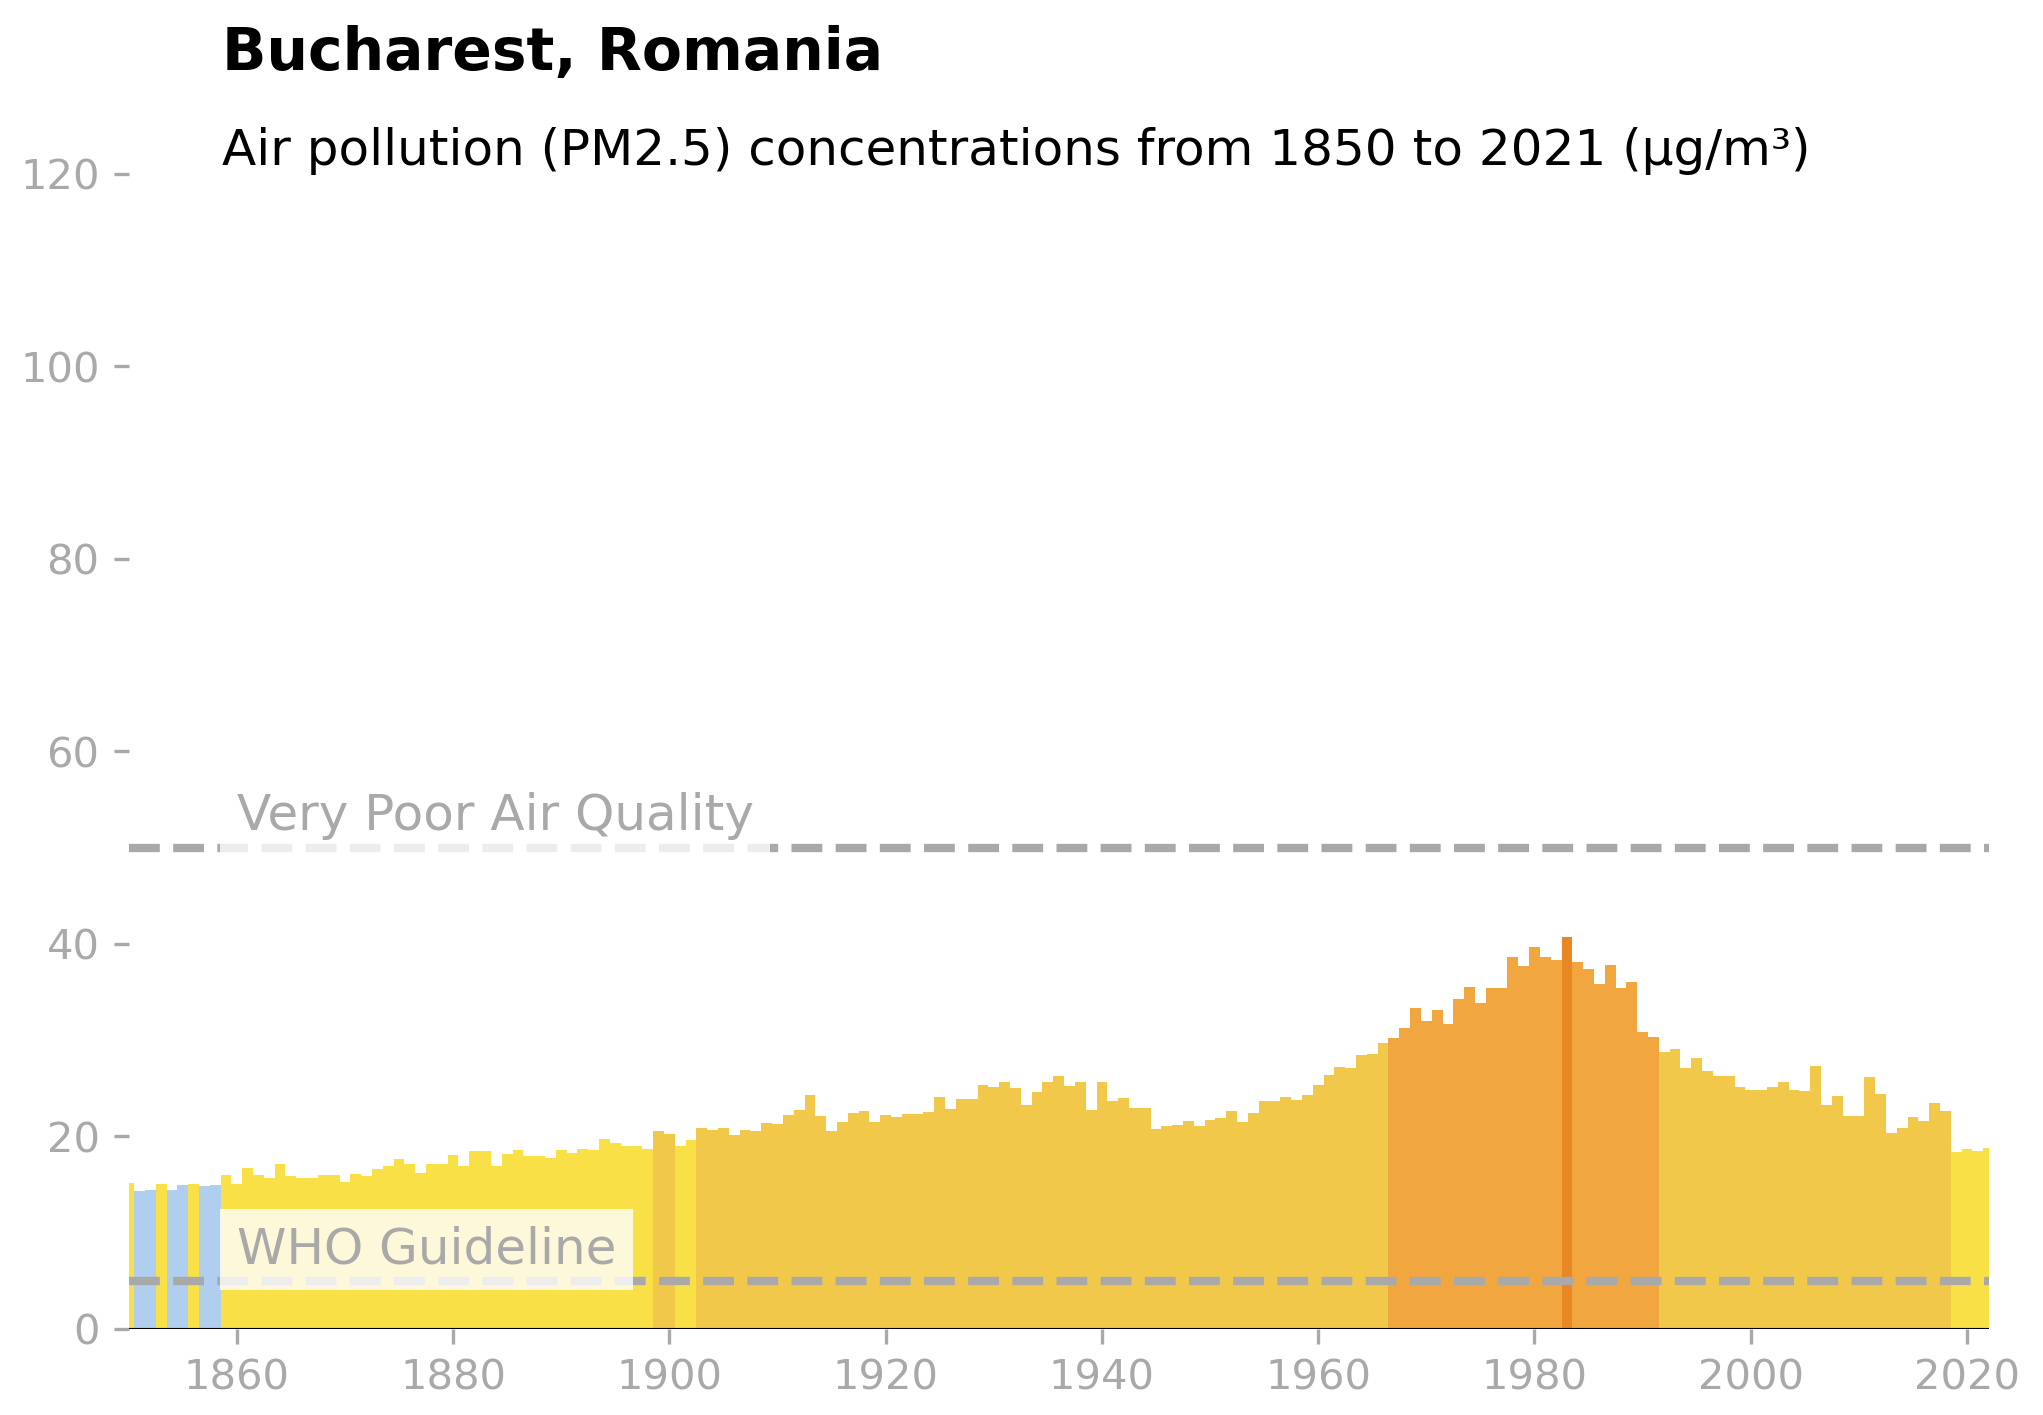 Bucharest, Romania
Air pollution (PM2.5) concentrations from 1850 to 2021 (µg/m³)
120
100
80
60
Very Poor Air Quality
40
20
WHO Guideline
0
1860 1880 1900 1920 1940 1960 1980 2000 2020